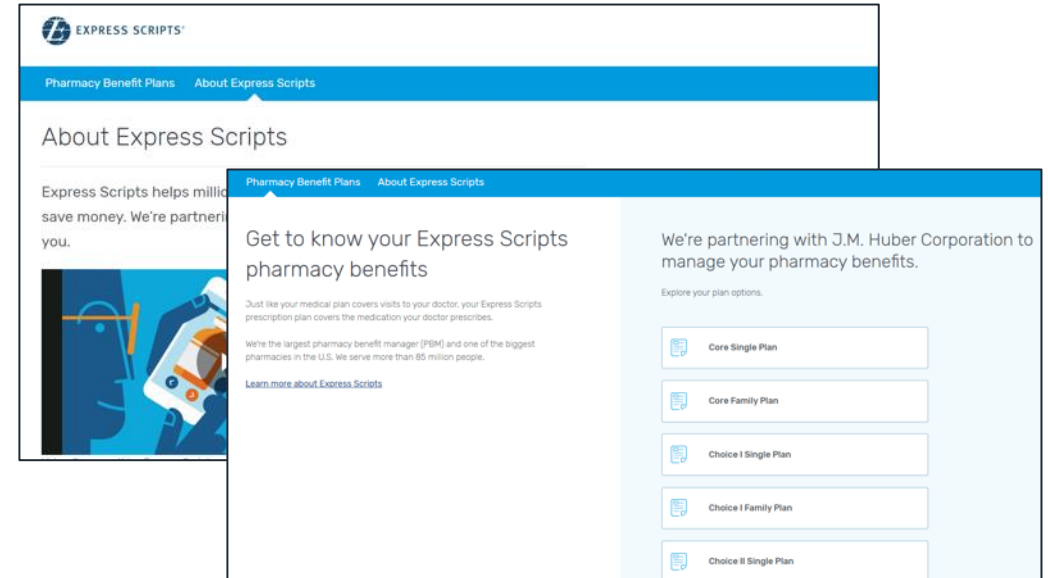 EXPRESS SCRIPTS®
Pharmacy Benefit Plans About Express Scripts
About Express Scripts
Express Scripts helps
save money. We're
you.
Pharmacy Benefit Plans About Express Scripts
Get to know your Express Scripts
pharmacy benefits
Just like your medical plan covers visits to your doctor, your Express Scripts
prescription plan covers the medication your doctor prescribes.
We're the largest pharmacy benefit manager (PBM) and one of the biggest
pharmacies in the U.S. We serve more than 85 million people.
Learn more about Express Scripts
We're partnering with J.M. Huber Corporation to
manage your pharmacy benefits.
Explore your plan options.
Core Single Plan
Core Family Plan
Choice I Single Plan
Choice I Family Plan
Choice II Single Plan